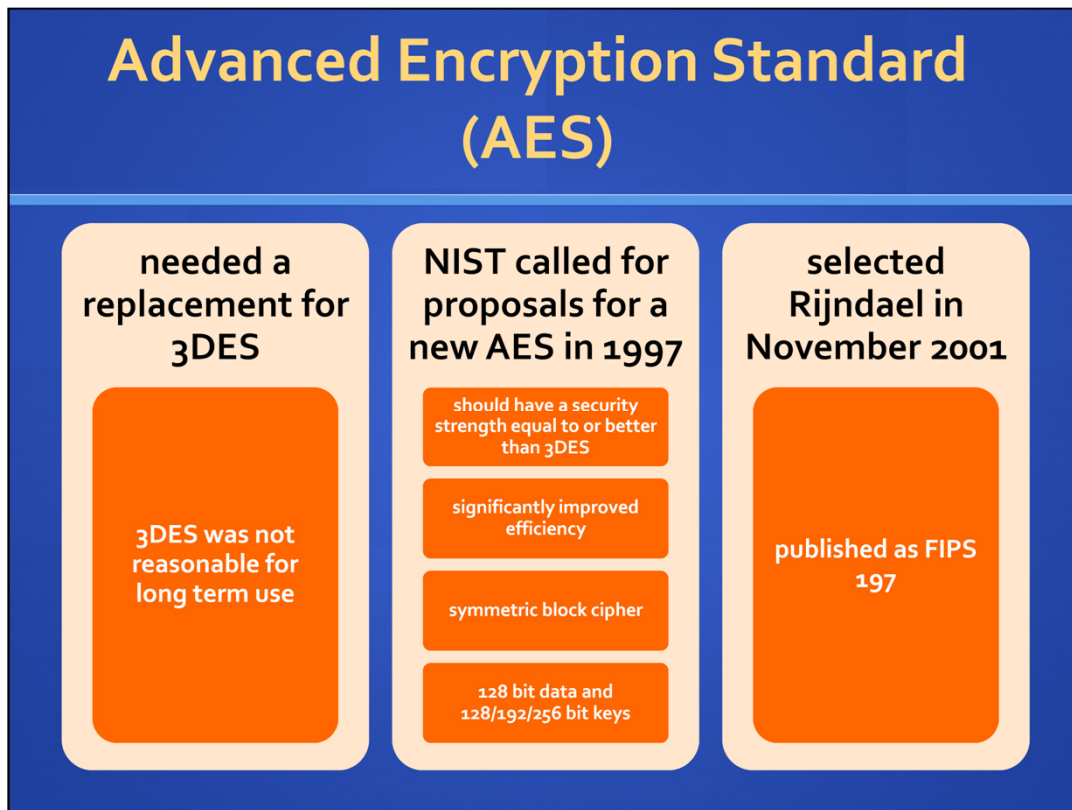 Advanced Encryption Standard
(AES)
needed a
replacement for
3DES
3DES was not
reasonable for
long term use
NIST called for
proposals for a
new AES in 1997
should have a security
strength equal to or better
than 3DES
significantly improved
efficiency
symmetric block cipher
128 bit data and
128/192/256 bit keys
selected
Rijndael in
November 2001
published as FIPS
197